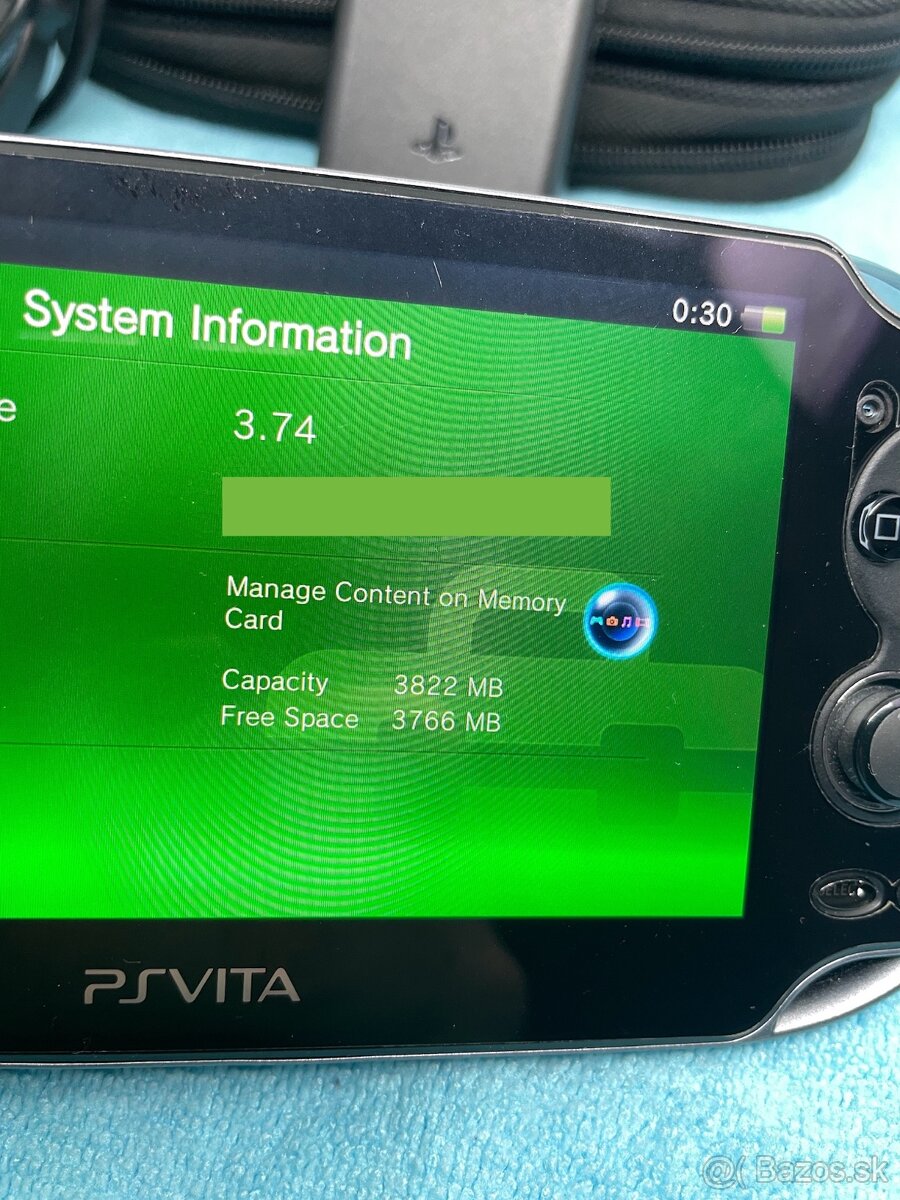 0:30
System Information
e
3.74
Manage Content on Memory
Card
Capacity 3822 MB
Free Space 3766 MB
SELECT
PSVITA
@( Bazos.sk